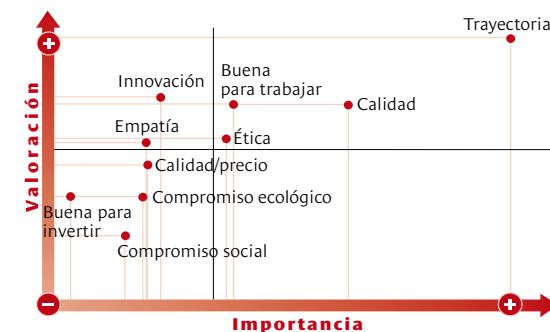 Trayectoria
Innovación
Buena
para trabajar
Calidad
Empatía
Ética
Calidad/precio
Compromiso ecológico
Buena para
invertir
Compromiso social
Valoración
Importancia